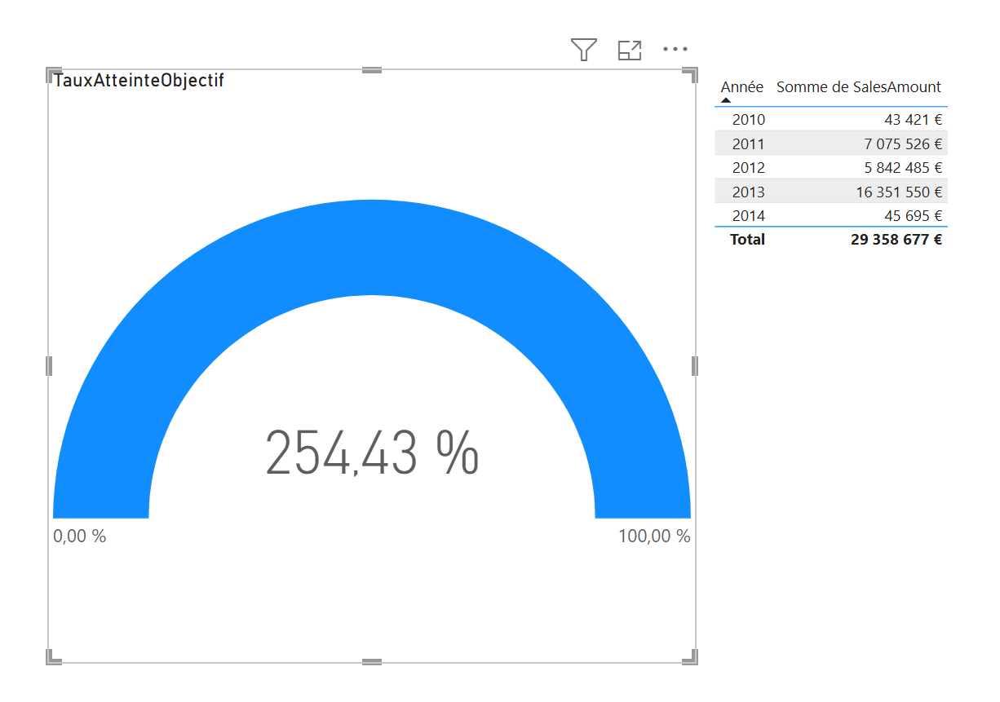 TauxAtteinteObjectif
254,43 %
0,00 %
100,00 %
Année Somme de SalesAmount
2010 43 421 €
2011 7 075 526 €
2012 5 842 485 €
2013 16 351 550 €
2014 45 695 €
Total 29 358 677 €